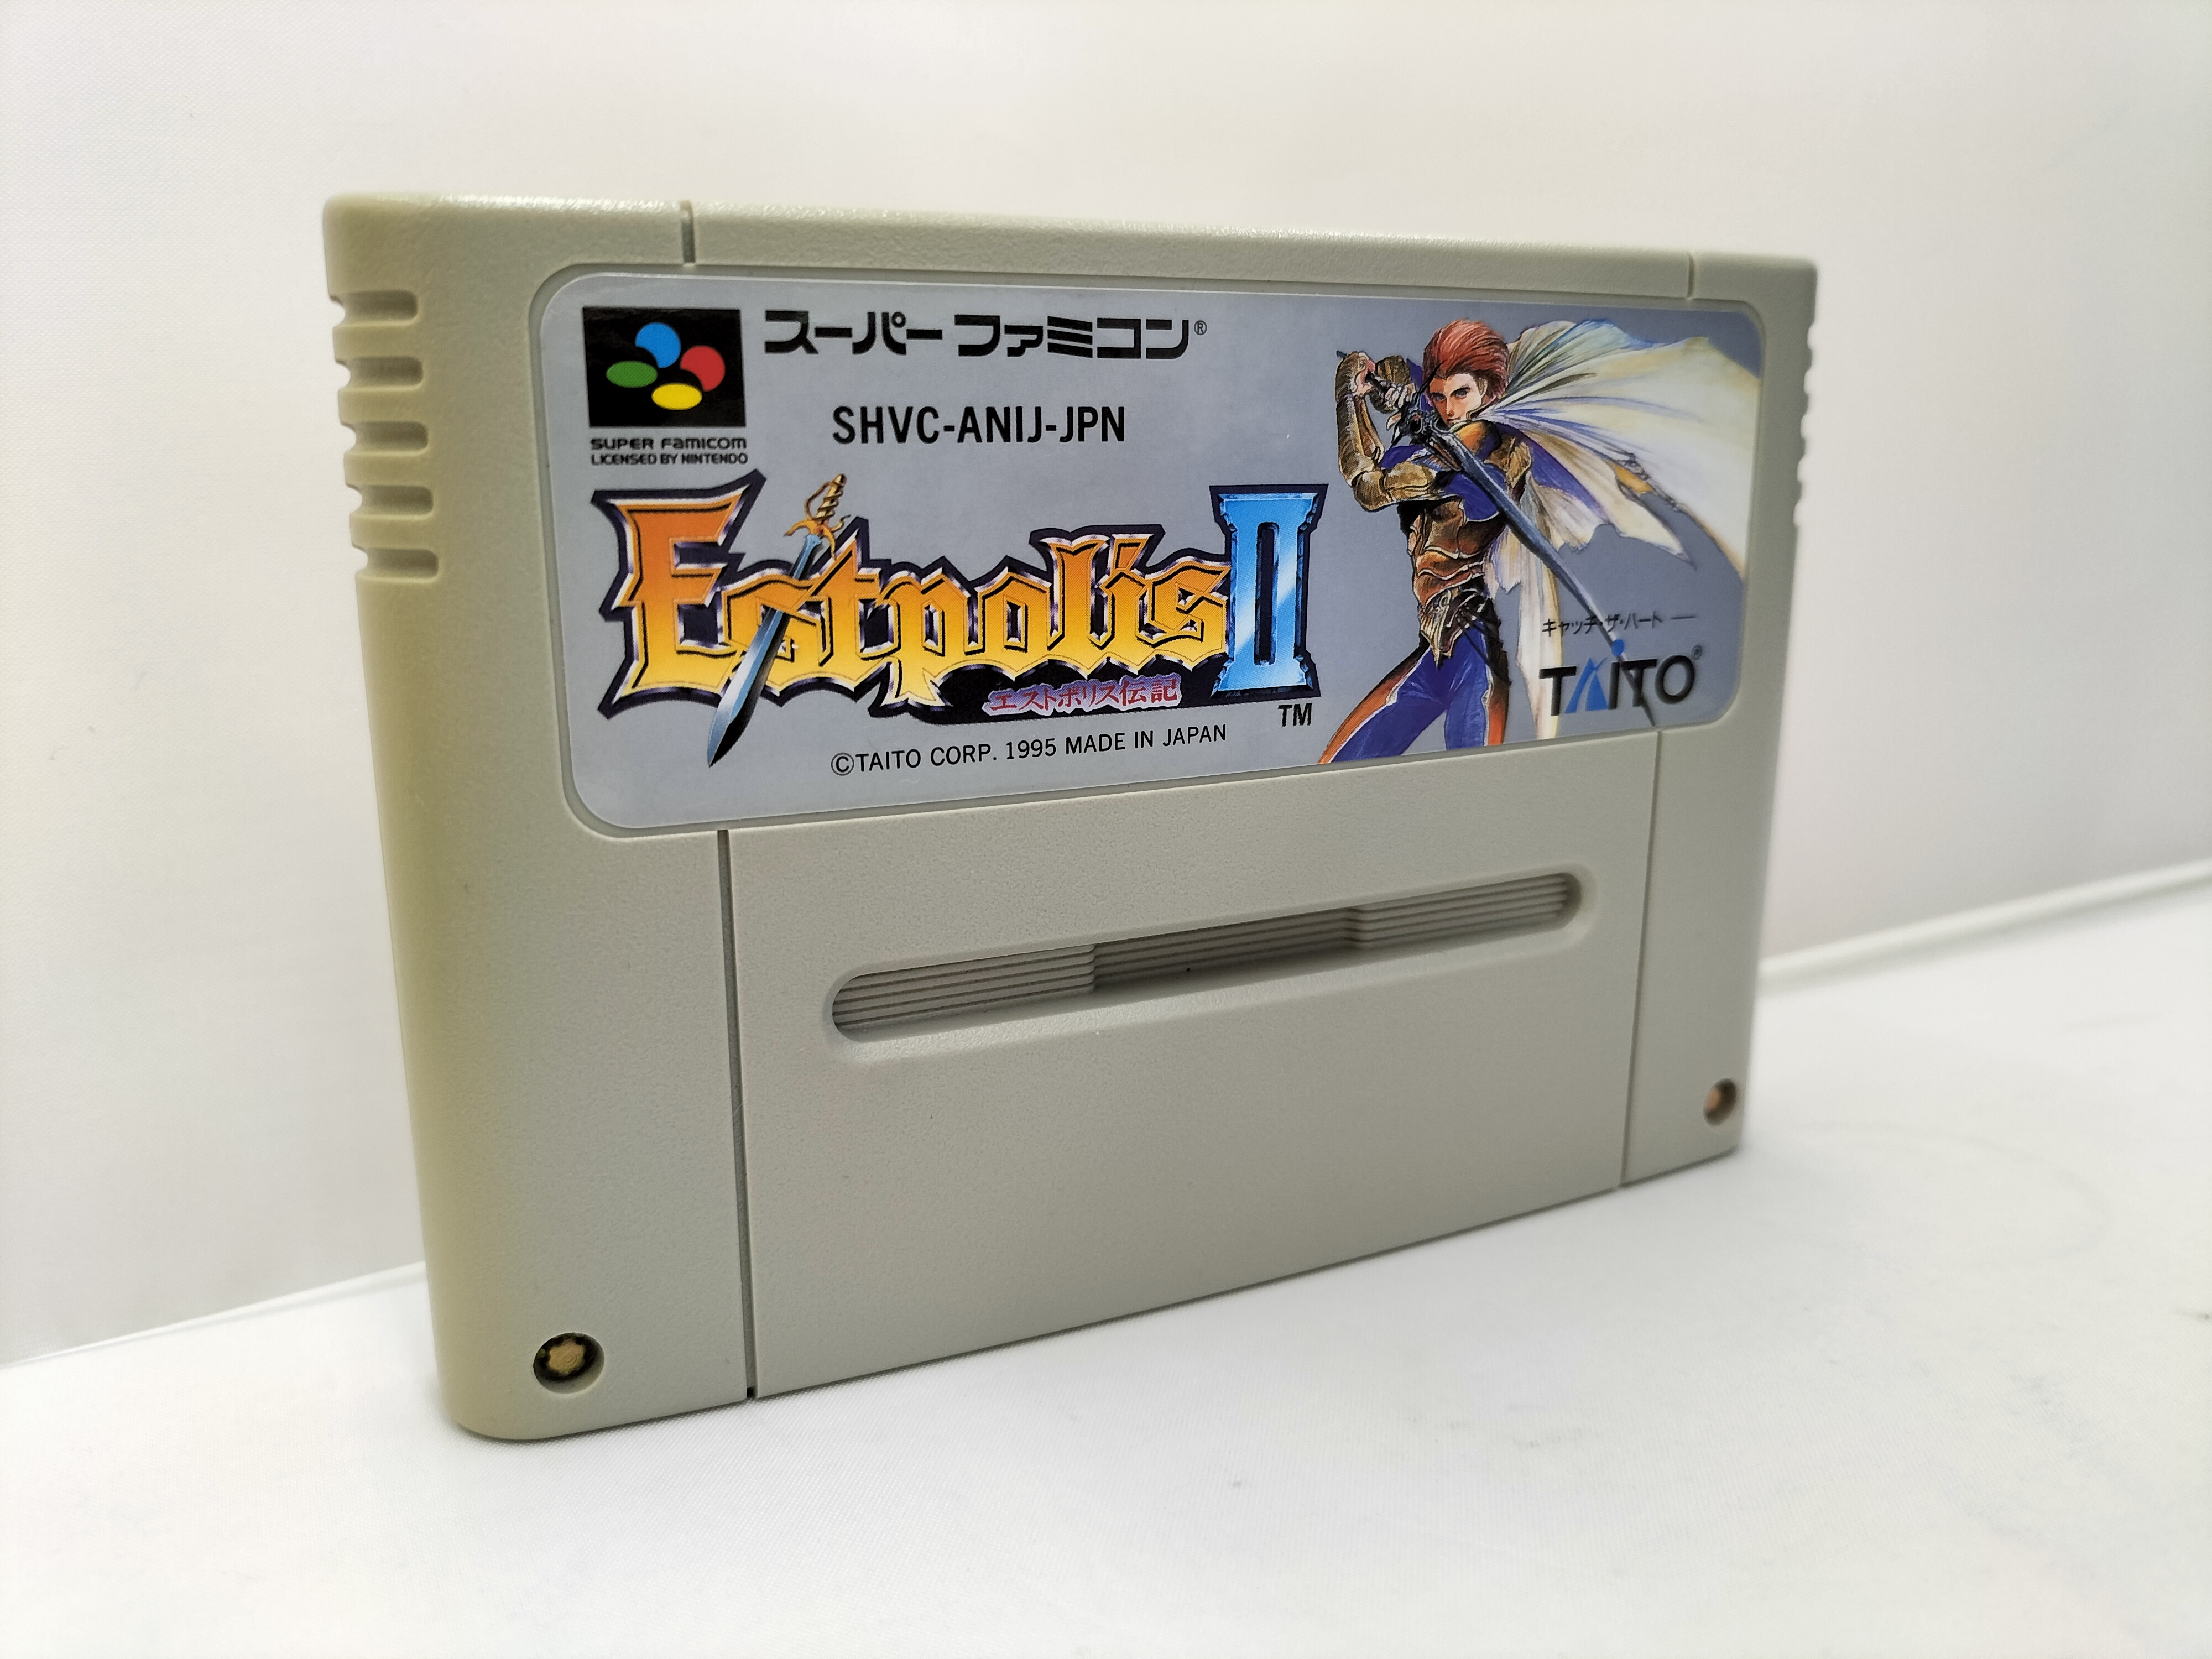 スーパーファミコン®
SUPER FAMICOM
LICENSED BY NINTENDO
SHVC-ANIJ-JPN
Estpolis II
エストポリス伝記
TM
©TAITO CORP. 1995 MADE IN JAPAN
キャッチ・ザ・ハート—
TAITO®